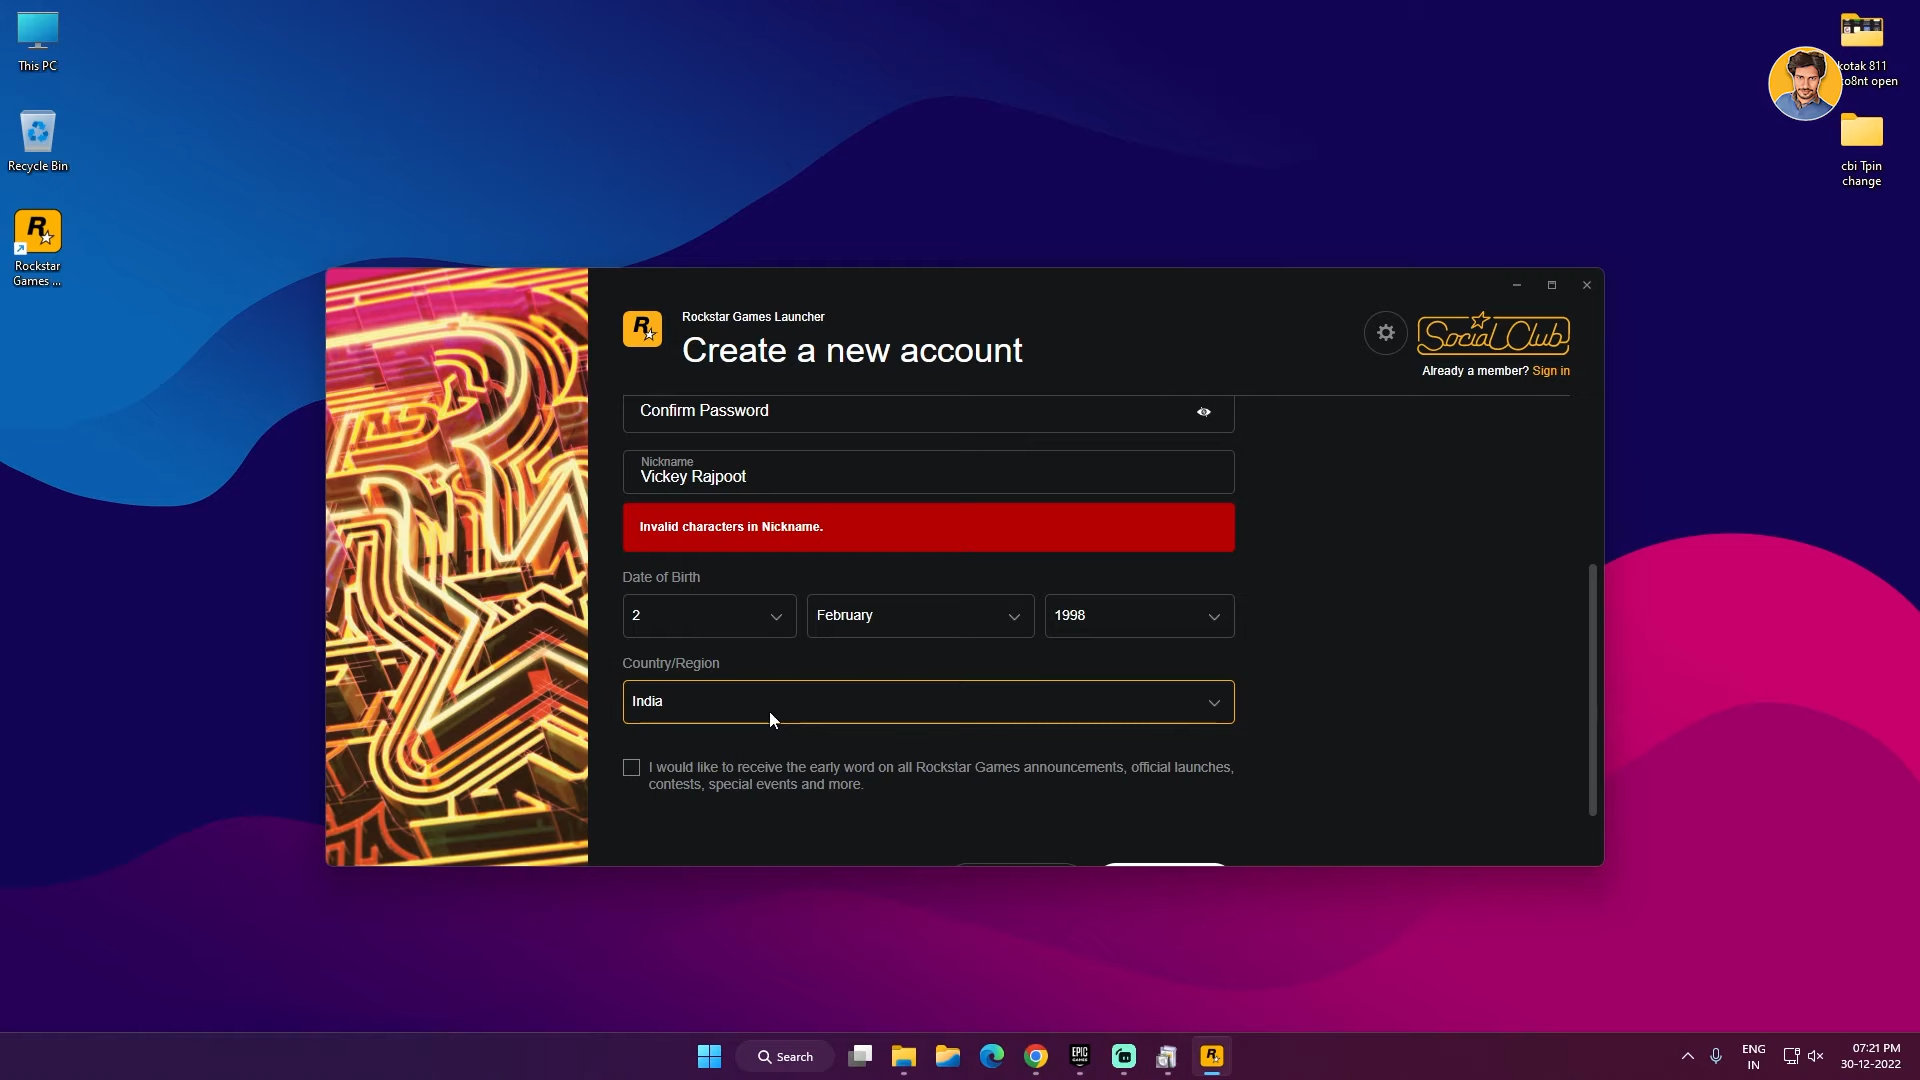 This PC
Recycle Bin
Rockstar
Games ...
kotak 811
co8nt open
cbi Tpin
change
Rockstar Games Launcher
Create a new account
Social Club
Already a member? Sign in
Confirm Password
Nickname
Vickey Rajpoot
Invalid characters in Nickname.
Date of Birth
2
February
1998
Country/Region
India
I would like to receive the early word on all Rockstar Games announcements, official launches,
contests, special events and more.
Search
EPIC
GAMES
ENG
IN
07:21 PM
30-12-2022